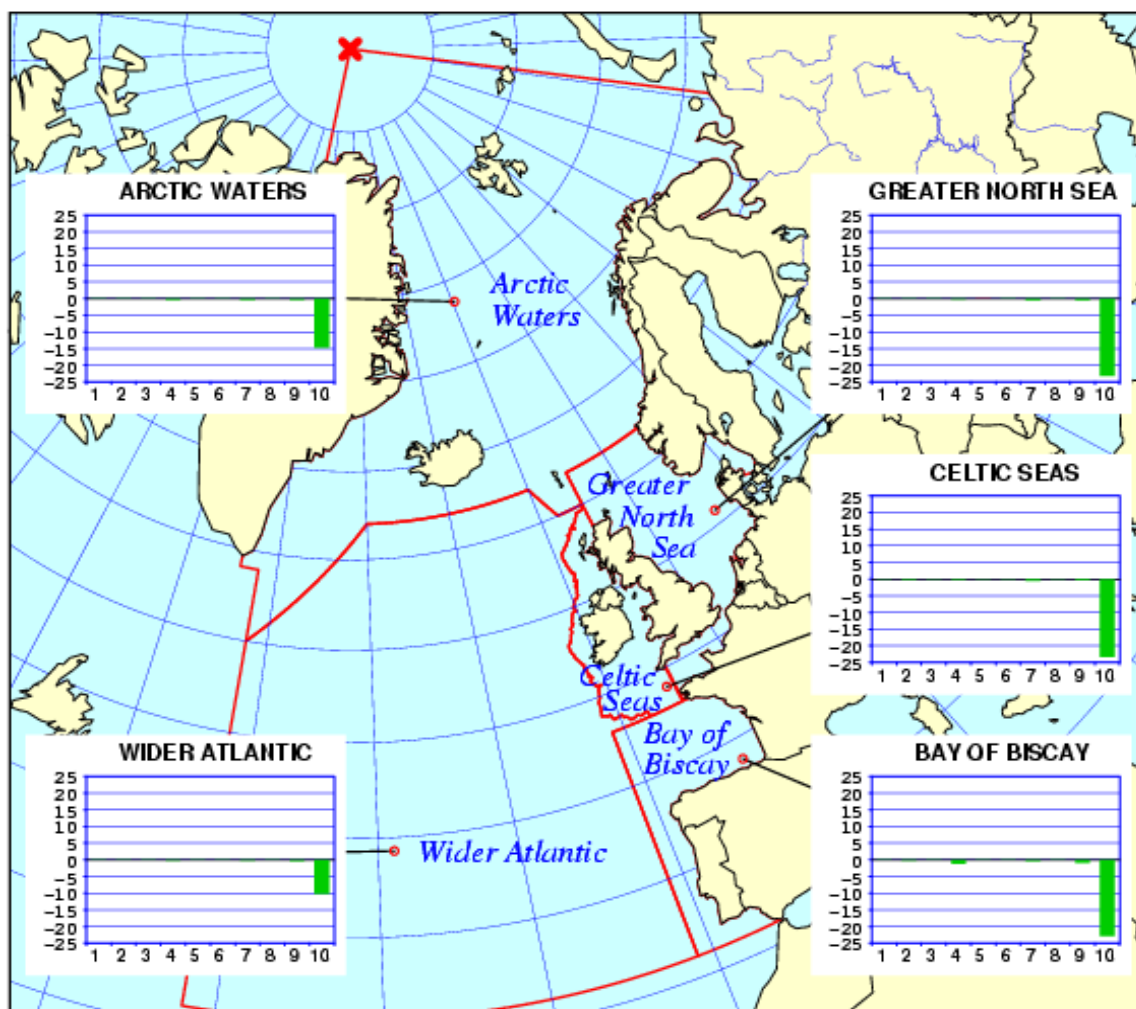 ARCTIC WATERS
25
20
15
10
5
0
−5
−10
−15
−20
−25
1 2 3 4 5 6 7 8 9 10
GREATER NORTH SEA
25
20
15
10
5
0
−5
−10
−15
−20
−25
1 2 3 4 5 6 7 8 9 10
Arctic
Waters
Greater
North
Sea
CELTIC SEAS
25
20
15
10
5
0
−5
−10
−15
−20
−25
1 2 3 4 5 6 7 8 9 10
Celtic
Seas
Bay of
Biscay
WIDER ATLANTIC
25
20
15
10
5
0
−5
−10
−15
−20
−25
1 2 3 4 5 6 7 8 9 10
Wider Atlantic
BAY OF BISCAY
25
20
15
10
5
0
−5
−10
−15
−20
−25
1 2 3 4 5 6 7 8 9 10